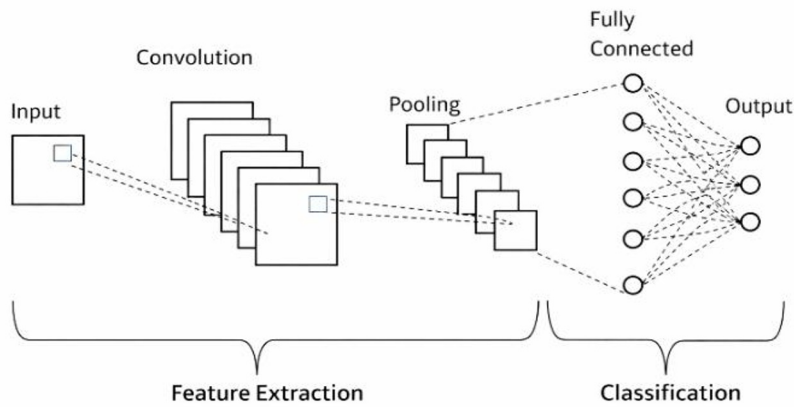 Input
Convolution
Pooling
Fully
Connected
Output
Feature Extraction
Classification